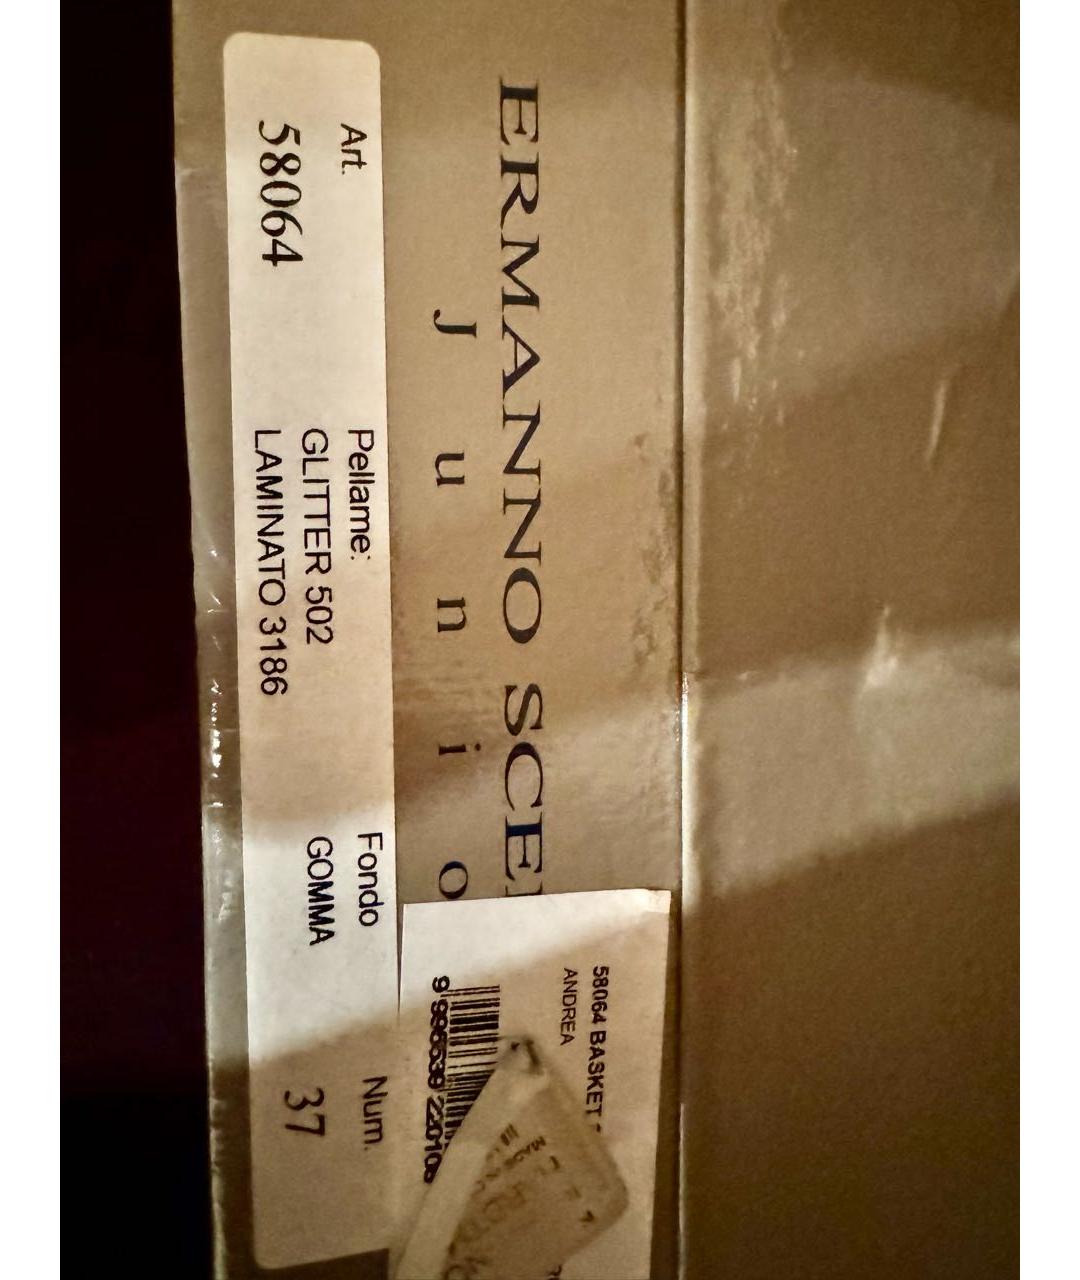 ERMANNO SCE
Junio
Art.
58064
Pellame:
GLITTER 502
LAMINATO 3186
Fondo
GOMMA
Num.
37
58064 BASKET
ANDREA